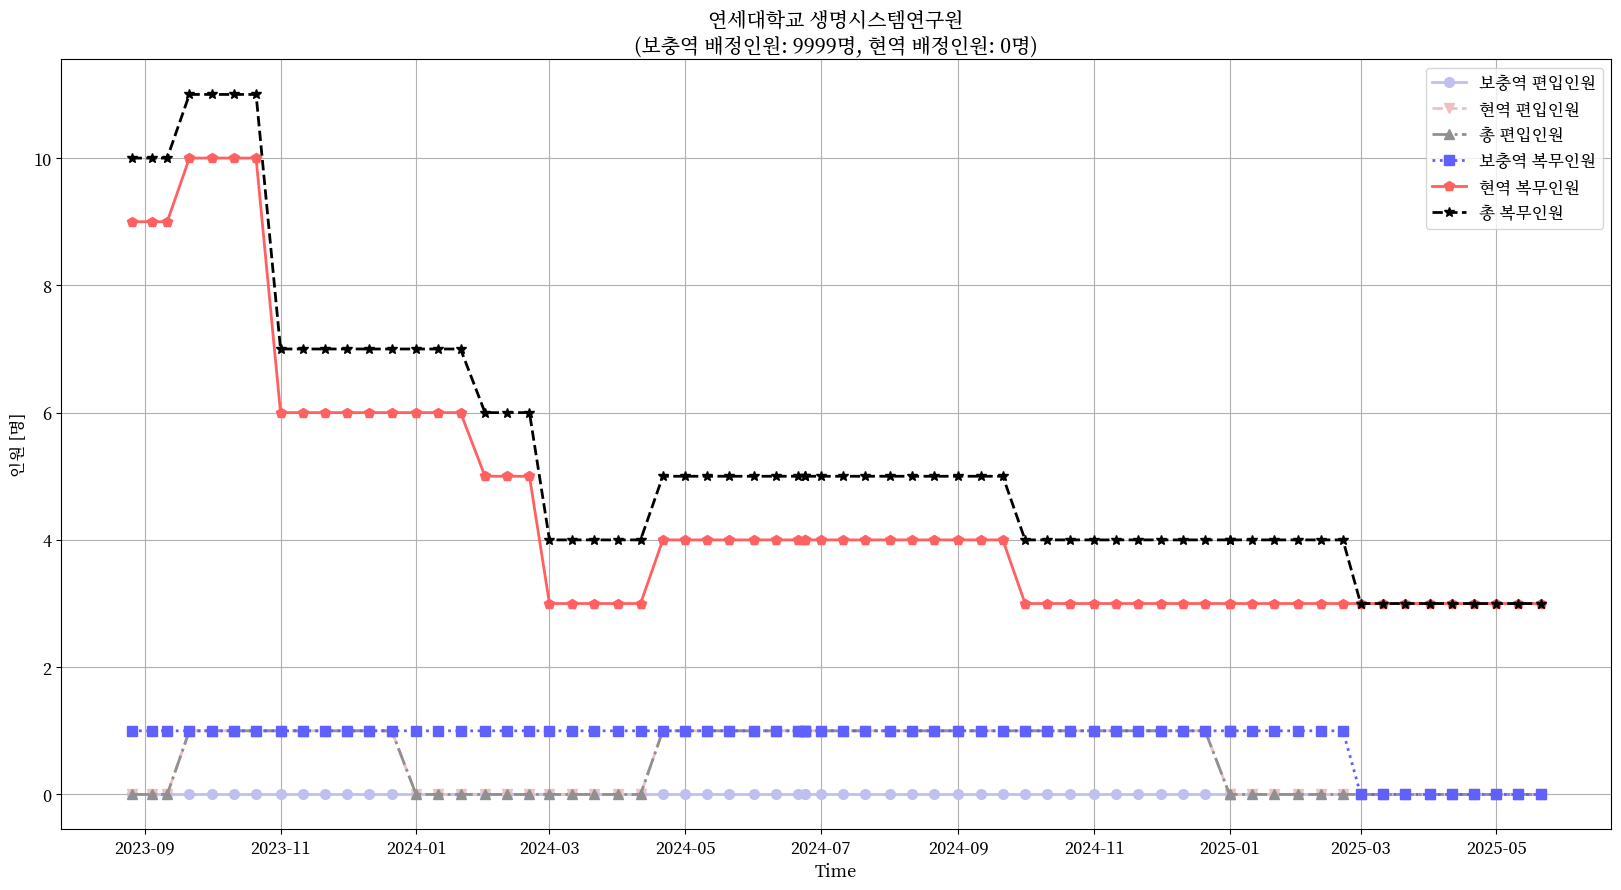 연세대학교 생명시스템연구원
(보충역 배정인원: 9999명, 현역 배정인원: 0명)
보충역 편입인원
현역 편입인원
총 편입인원
보충역 복무인원
현역 복무인원
총 복무인원
인원 [명]
10
8
6
4
2
0
2023-09
2023-11
2024-01
2024-03
2024-05
2024-07
2024-09
2024-11
2025-01
2025-03
2025-05
Time